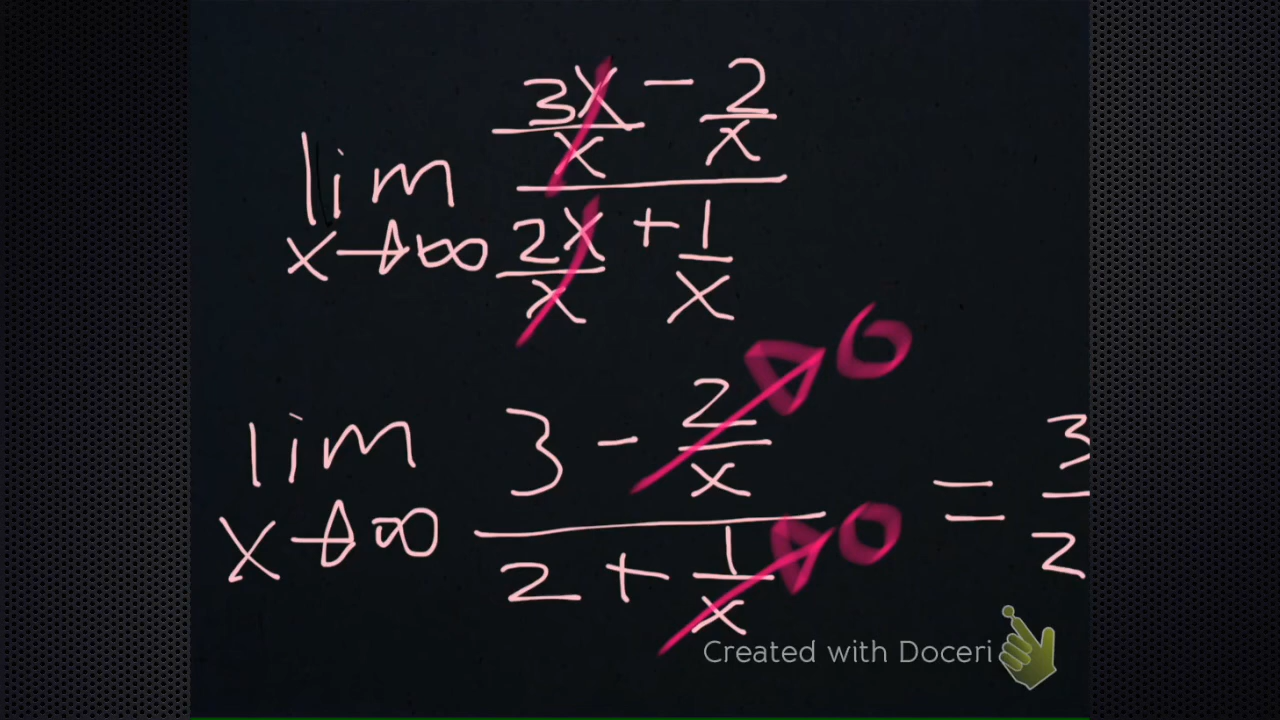 lim x→∞ (3x/x - 2/x) / (2x/x + 1/x)
lim x→∞ (3 - 2/x → 0) / (2 + 1/x → 0) = 3/2
Created with Doceri